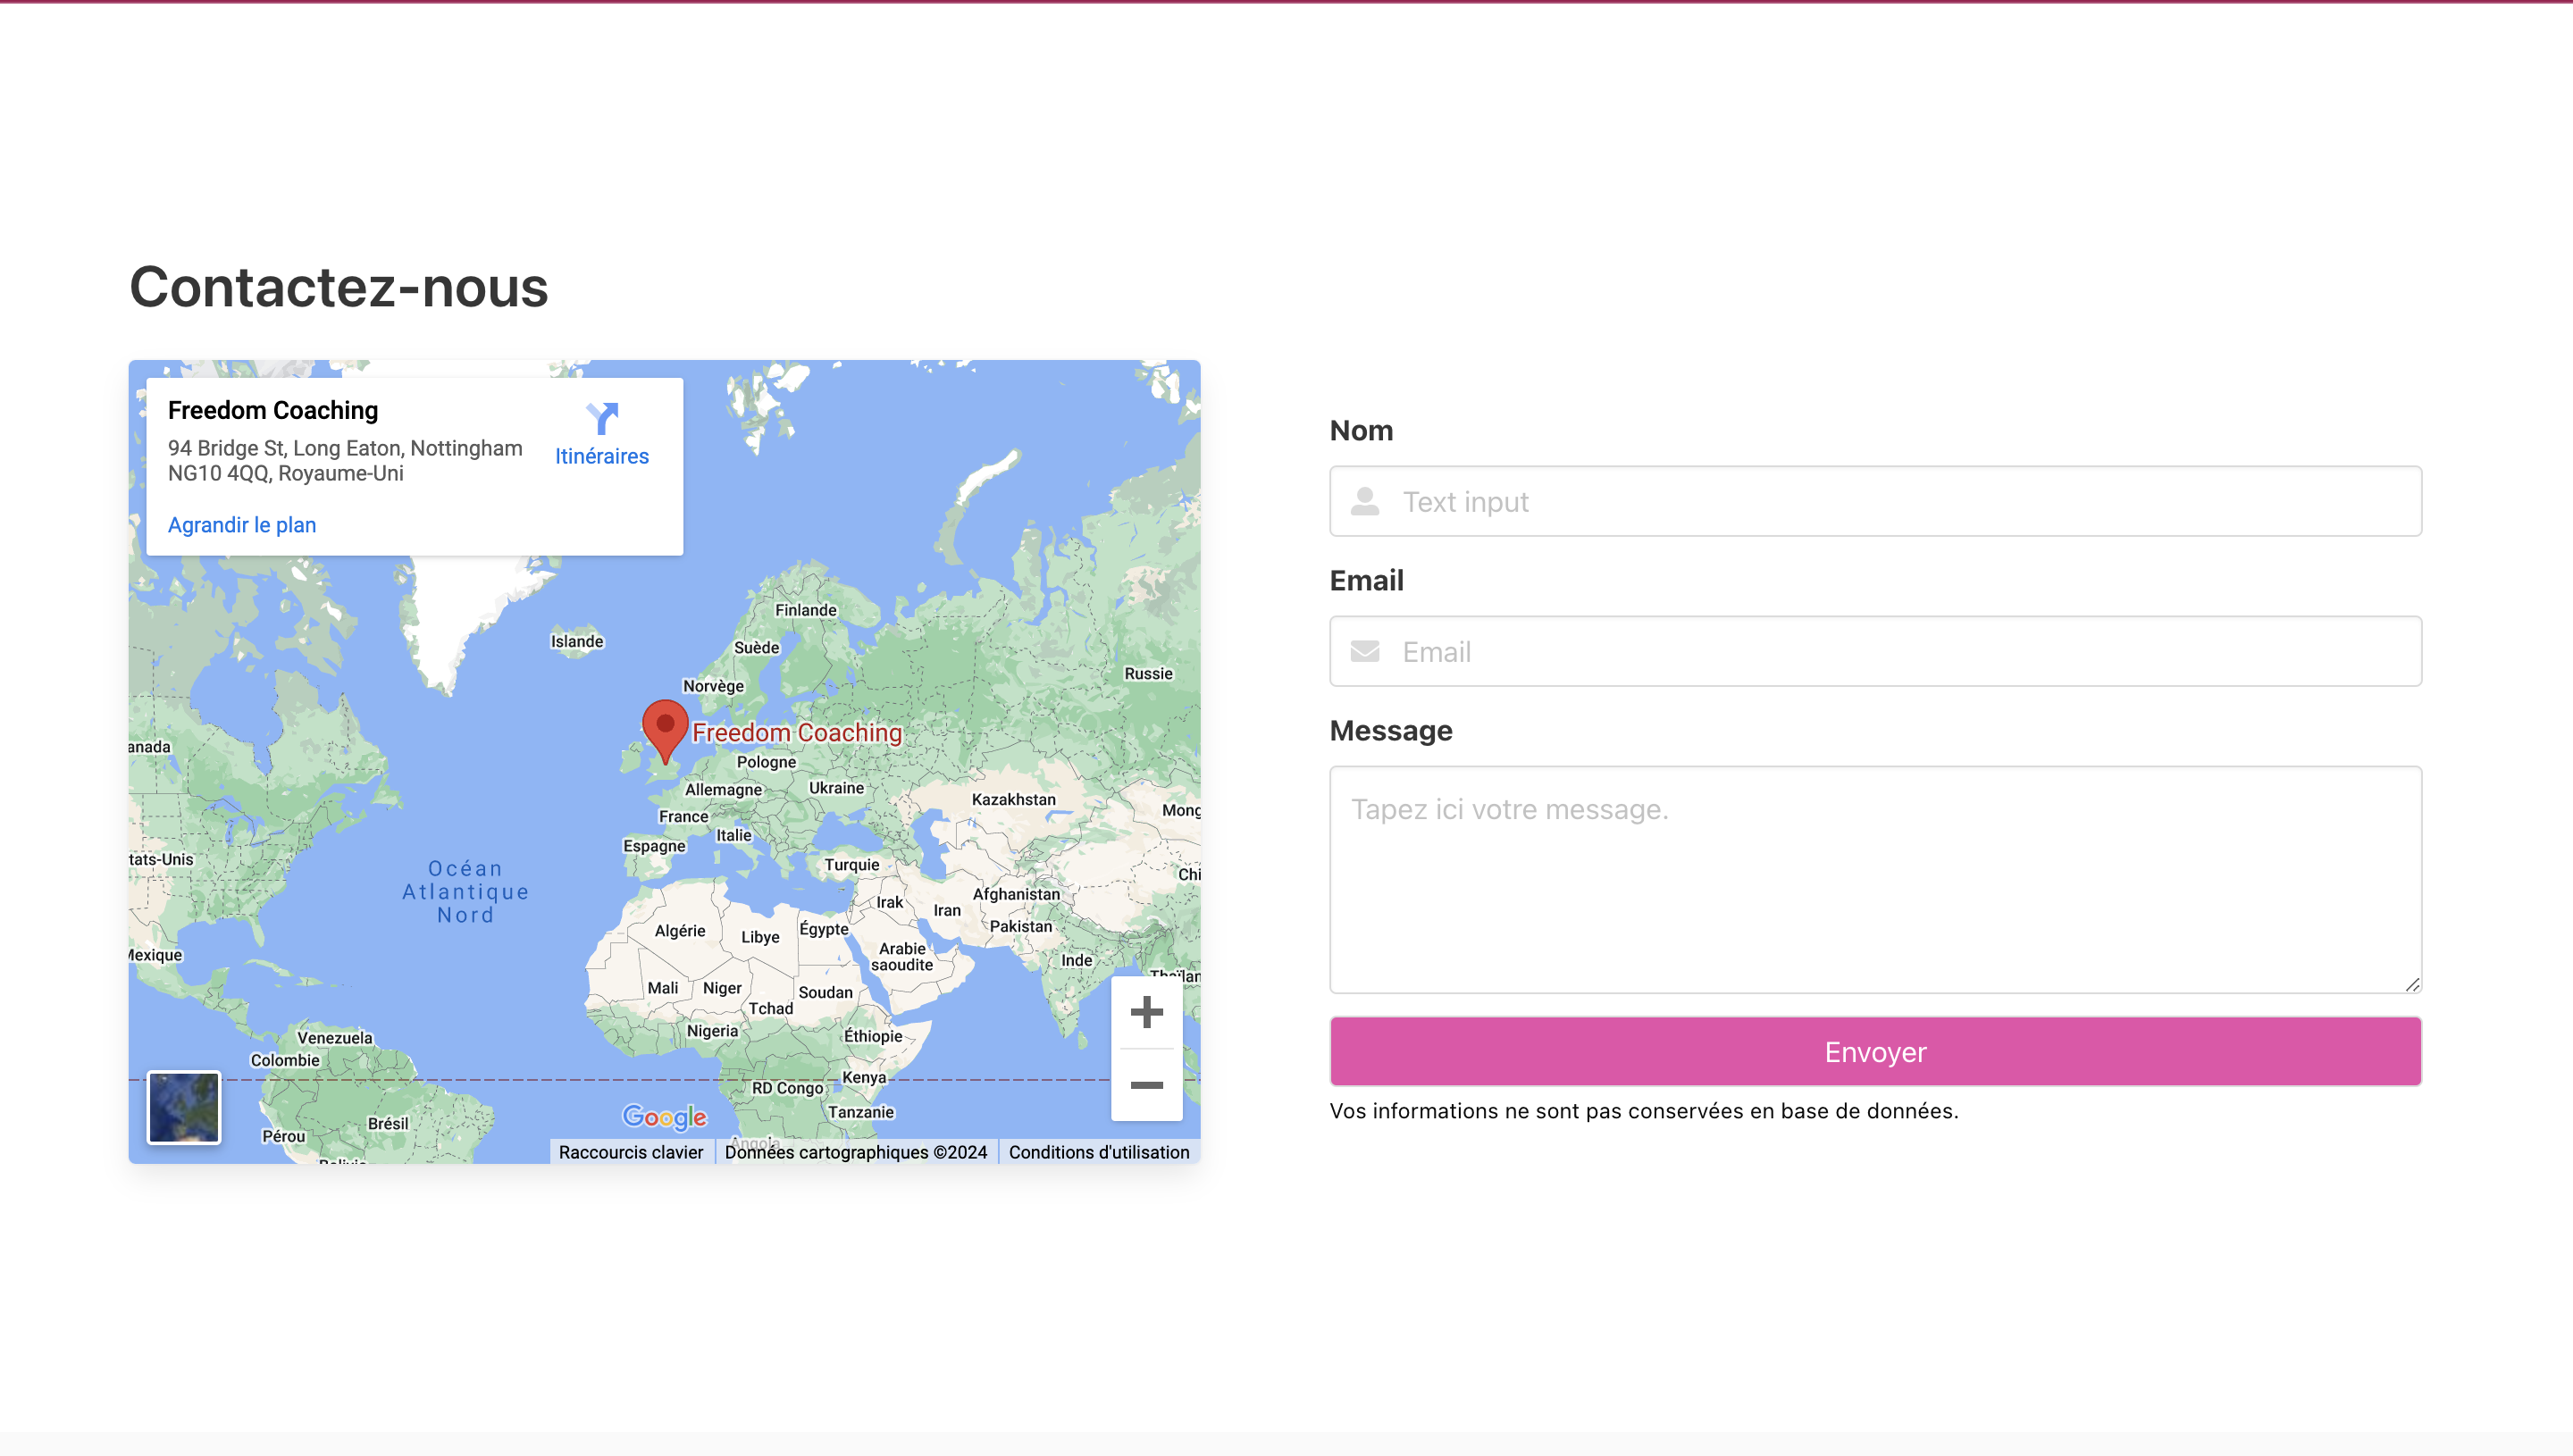 Contactez-nous
Freedom Coaching
94 Bridge St, Long Eaton, Nottingham
NG10 4QQ, Royaume-Uni
Itinéraires
Agrandir le plan
Finlande
Islande
Suède
Russie
Norvège
Freedom Coaching
anada
Pologne
Allemagne
Ukraine
Kazakhstan
Mong
France
Italie
Espagne
tats-Unis
Turquie
Océan
Atlantique
Nord
Chi
Afghanistan
Irak
Iran
Pakistan
Algérie
Libye
Égypte
Arabie
saoudite
Mexique
Inde
Thaïlan
Mali
Niger
Soudan
Tchad
Nigeria
Éthiopie
Venezuela
Colombie
Kenya
RD Congo
Tanzanie
Brésil
Pérou
Google
Angola
Raccourcis clavier
Données cartographiques ©2024
Conditions d'utilisation
Nom
Text input
Email
Email
Message
Tapez ici votre message.
Envoyer
Vos informations ne sont pas conservées en base de données.